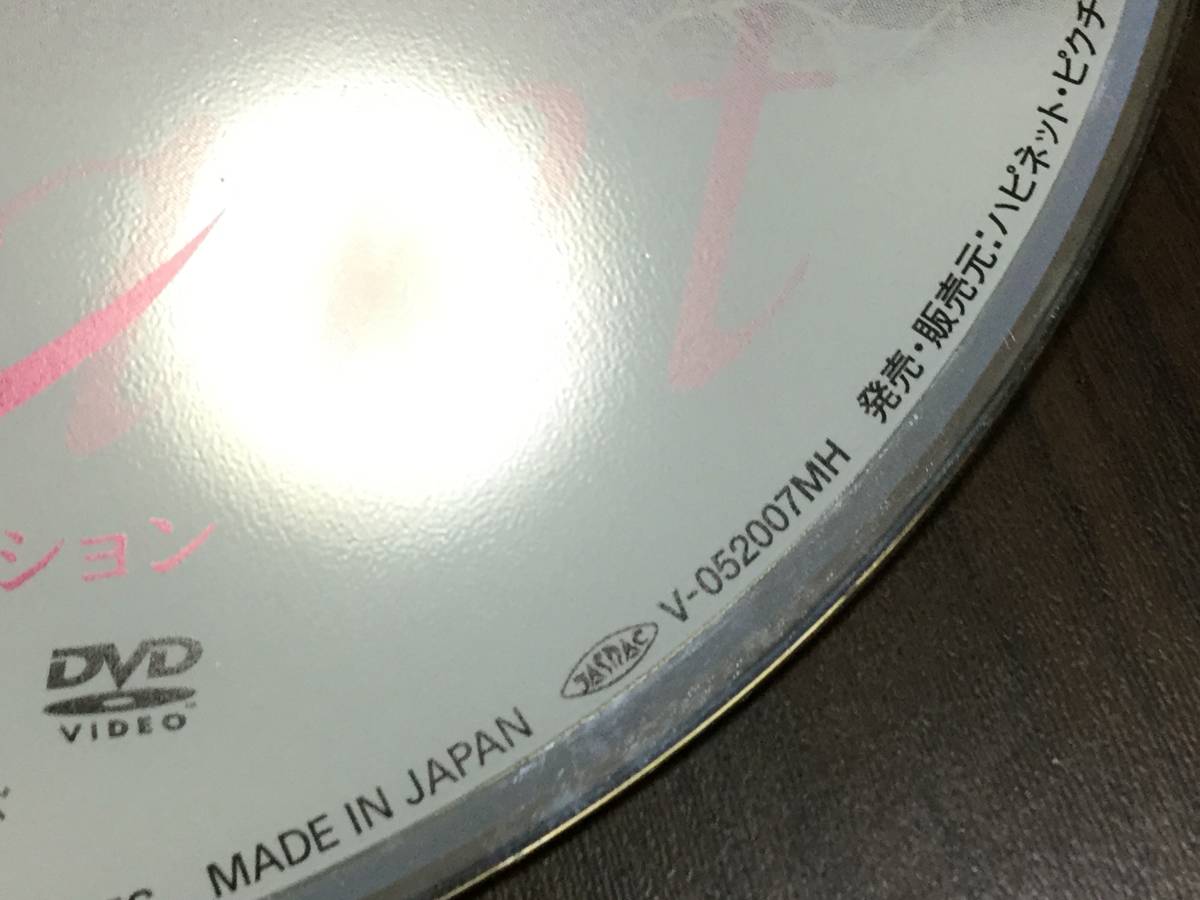 ション
DVD
VIDEO
MADE IN JAPAN
JASRAC
V-052007MH
発売・販売元:ハピネット・ピクチ